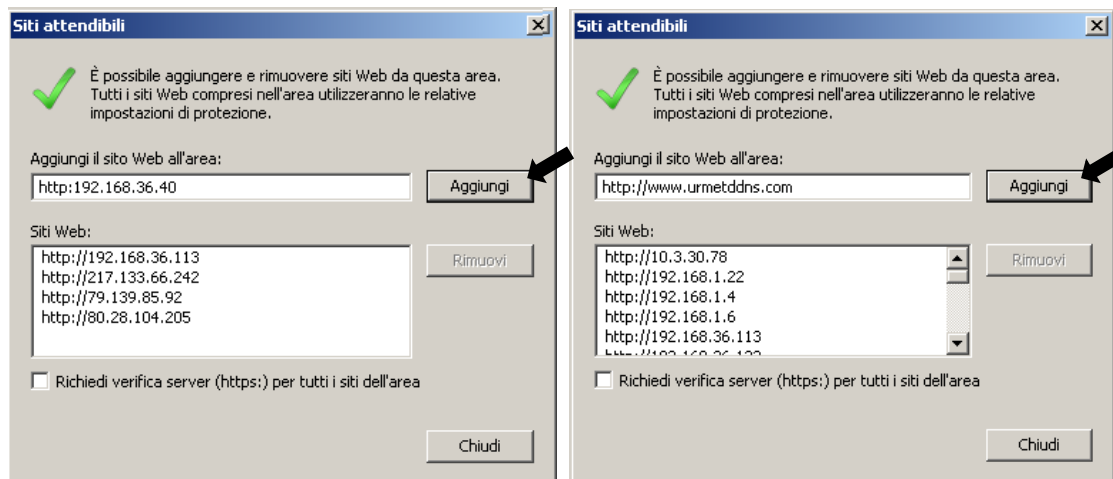 Siti attendibili
È possibile aggiungere e rimuovere siti Web da questa area.
Tutti i siti Web compresi nell'area utilizzeranno le relative
impostazioni di protezione.
Aggiungi il sito Web all'area:
http:192.168.36.40
Aggiungi
Siti Web:
http://192.168.36.113
http://217.133.66.242
http://79.139.85.92
http://80.28.104.205
Rimuovi
Richiedi verifica server (https:) per tutti i siti dell'area
Chiudi
Siti attendibili
È possibile aggiungere e rimuovere siti Web da questa area.
Tutti i siti Web compresi nell'area utilizzeranno le relative
impostazioni di protezione.
Aggiungi il sito Web all'area:
http://www.urmetddns.com
Aggiungi
Siti Web:
http://10.3.30.78
http://192.168.1.22
http://192.168.1.4
http://192.168.1.6
http://192.168.36.113
Rimuovi
Richiedi verifica server (https:) per tutti i siti dell'area
Chiudi